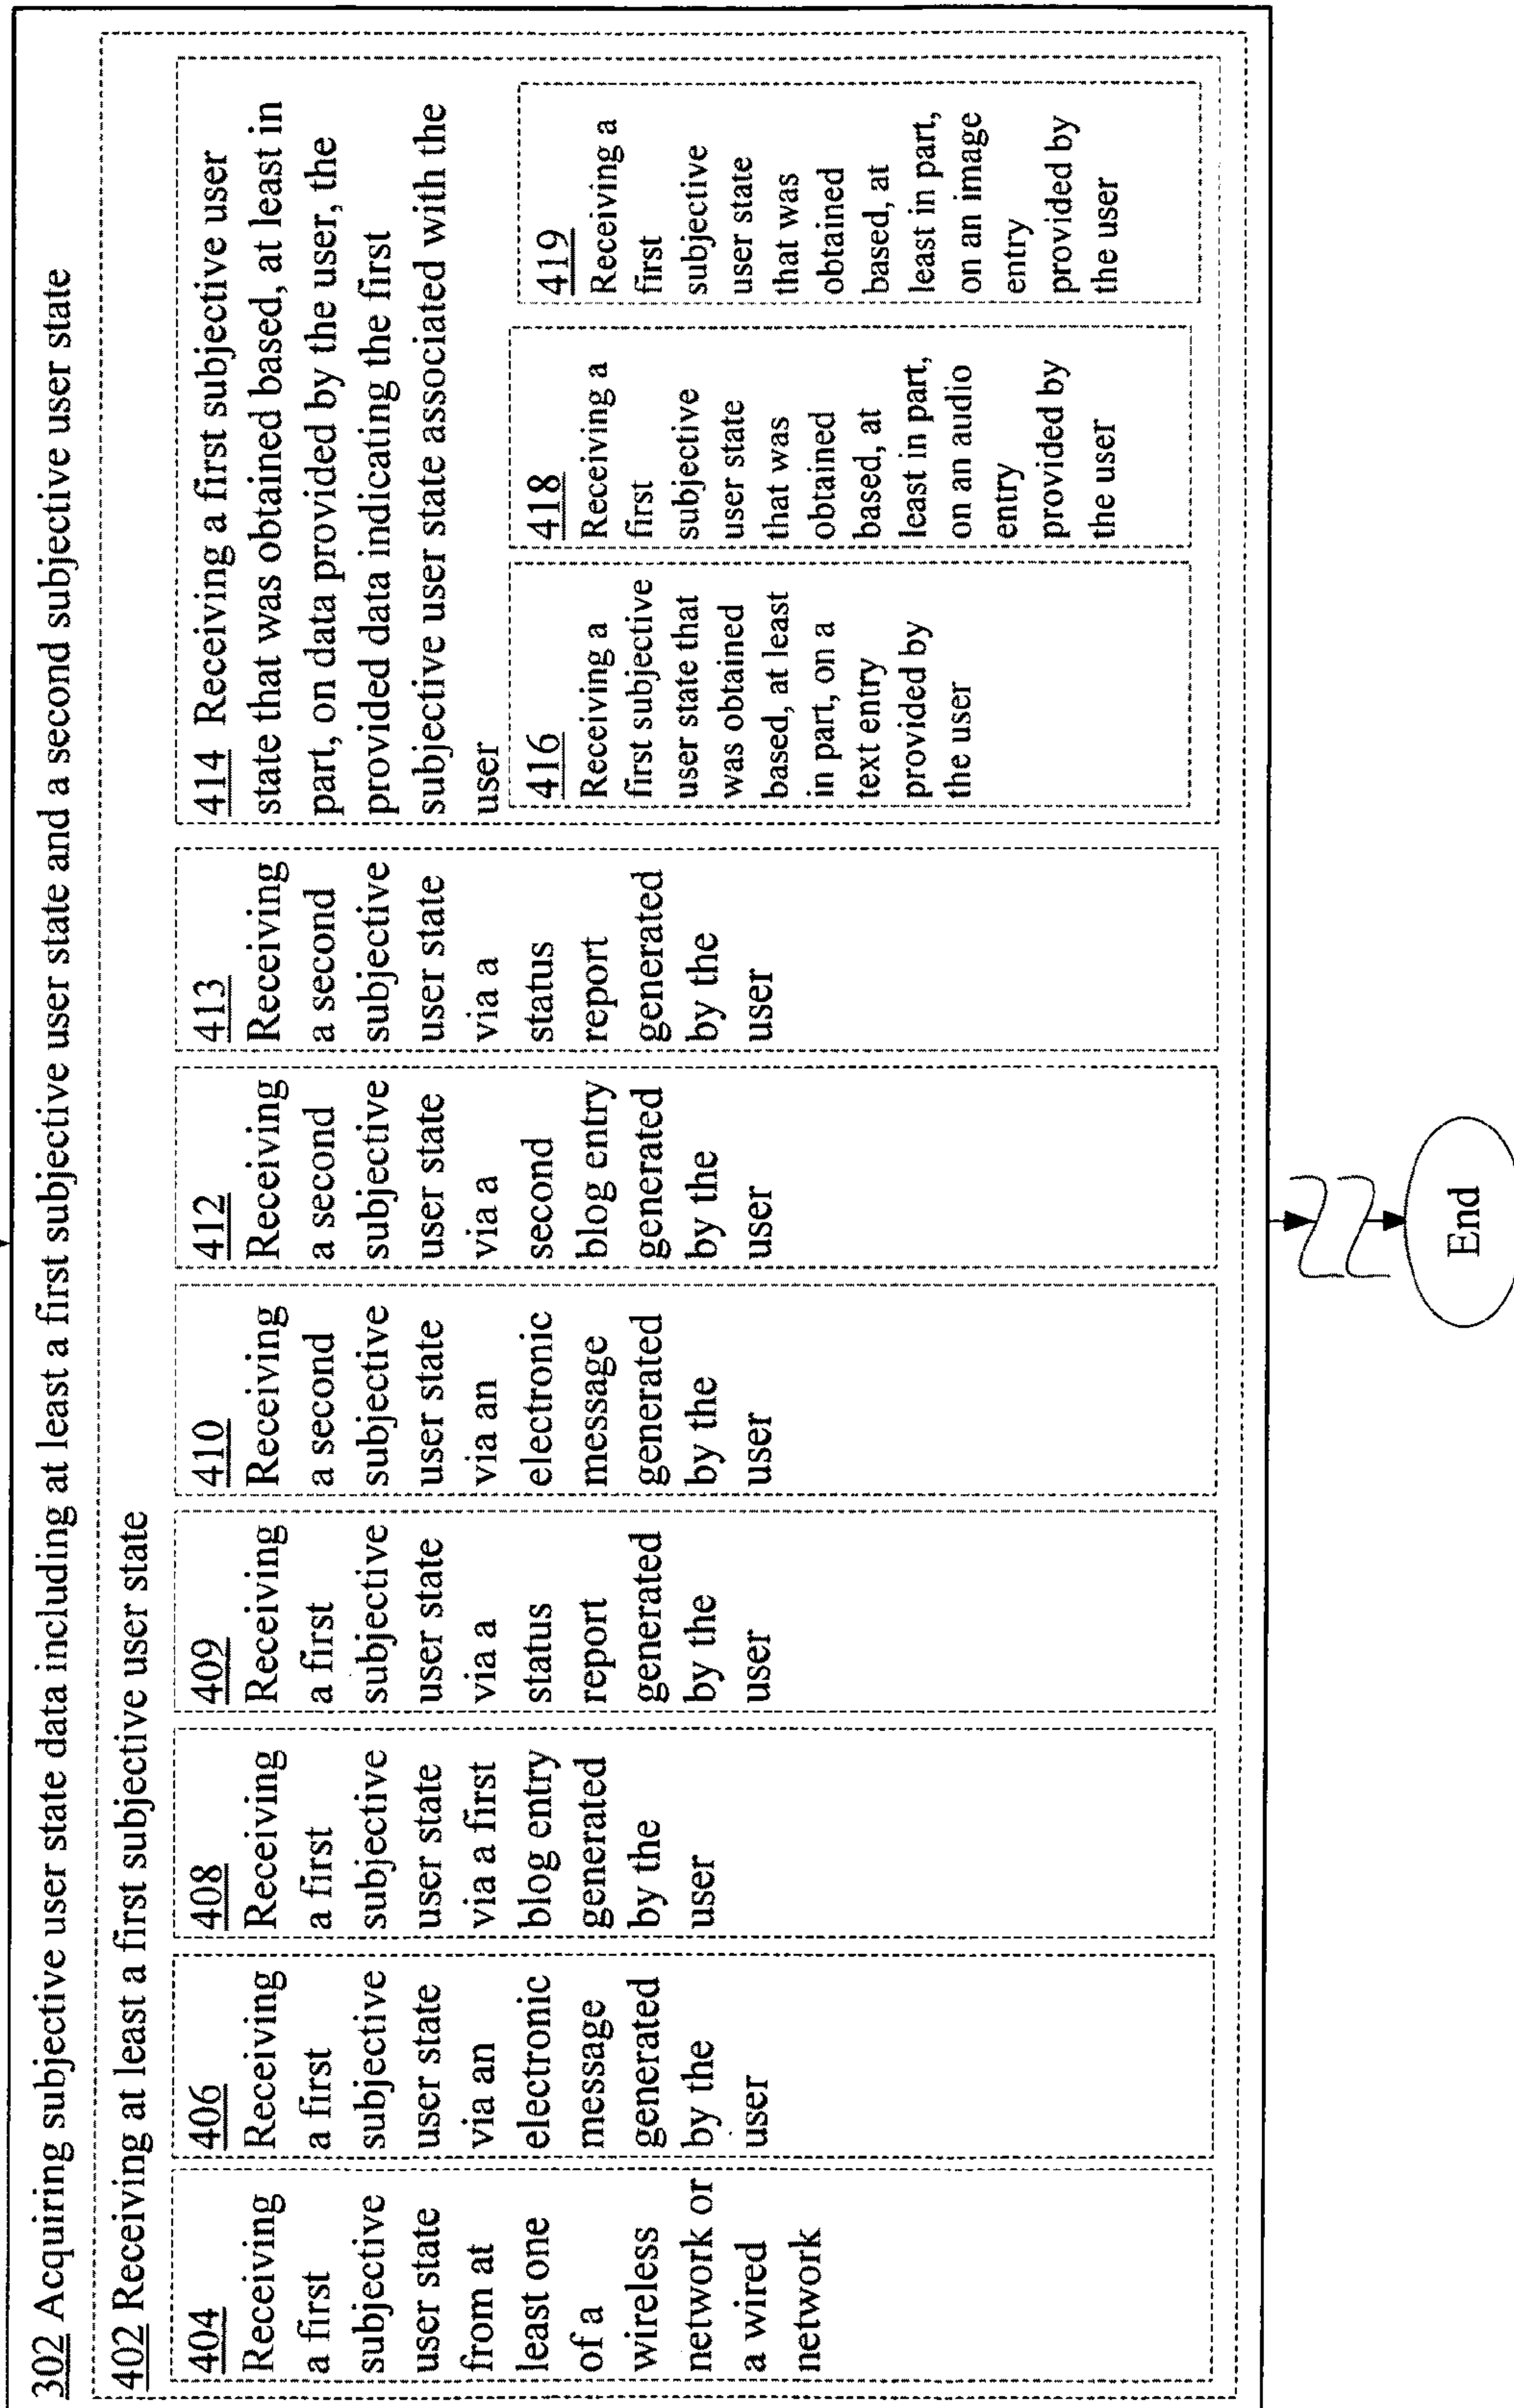 302 Acquiring subjective user state data including at least a first subjective user state and a second subjective user state
402 Receiving at least a first subjective user state
404
Receiving
a first
subjective
user state
from at
least one
of a
wireless
network or
a wired
network
406
Receiving
a first
subjective
user state
via an
electronic
message
generated
by the
user
408
Receiving
a first
subjective
user state
via a first
blog entry
generated
by the
user
409
Receiving
a first
subjective
user state
via a
status
report
generated
by the
user
410
Receiving
a second
subjective
user state
via an
electronic
message
generated
by the
user
412
Receiving
a second
subjective
user state
via a
second
blog entry
generated
by the
user
413
Receiving
a second
subjective
user state
via a
status
report
generated
by the
user
414 Receiving a first subjective user
state that was obtained based, at least in
part, on data provided by the user, the
provided data indicating the first
subjective user state associated with the
user
416
Receiving a
first subjective
user state that
was obtained
based, at least
in part, on a
text entry
provided by
the user
418
Receiving a
first
subjective
user state
that was
obtained
based, at
least in part,
on an audio
entry
provided by
the user
419
Receiving a
first
subjective
user state
that was
obtained
based, at
least in part,
on an image
entry
provided by
the user
End